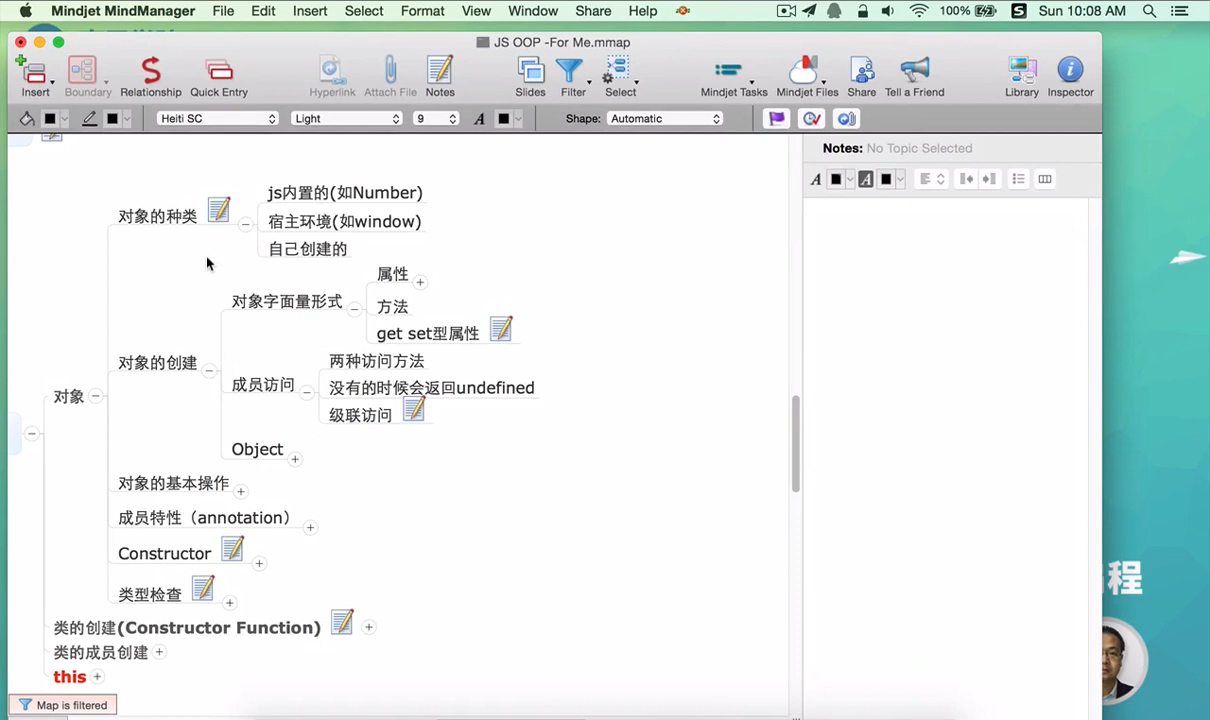 Mindjet MindManager File Edit Insert Select Format View Window Share Help 100% Sun 10:08 AM
JS OOP -For Me.mmap
Insert Boundary Relationship Quick Entry Hyperlink Attach File Notes Slides Filter Select Mindjet Tasks Mindjet Files Share Tell a Friend Library Inspector
Heiti SC Light 9 Shape: Automatic
Notes: No Topic Selected
js内置的(如Number)
对象的种类
宿主环境(如window)
自己创建的
属性
对象字面量形式
方法
get set型属性
对象的创建
两种访问方法
成员访问
没有的时候会返回undefined
对象
级联访问
Object
对象的基本操作
成员特性（annotation）
Constructor
类型检查
程
类的创建(Constructor Function)
类的成员创建
this
Map is filtered